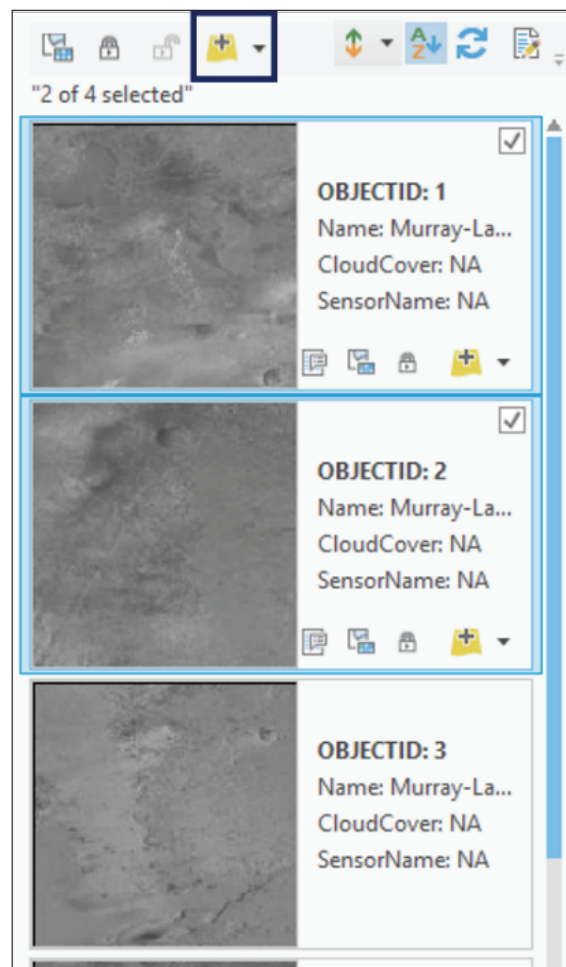 A
Z
"2 of 4 selected"
OBJECTID: 1
Name: Murray-La...
CloudCover: NA
SensorName: NA
OBJECTID: 2
Name: Murray-La...
CloudCover: NA
SensorName: NA
OBJECTID: 3
Name: Murray-La...
CloudCover: NA
SensorName: NA